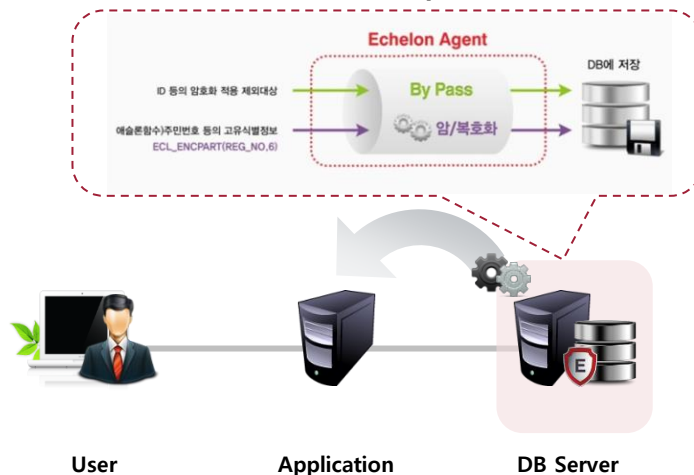 Echelon Agent
DB에 저장
ID 등의 암호화 적용 제외대상
By Pass
애슐론함수)주민번호 등의 고유식별정보
ECL_ENCPART(REG_NO,6)
암/복호화
E
User
Application
DB Server